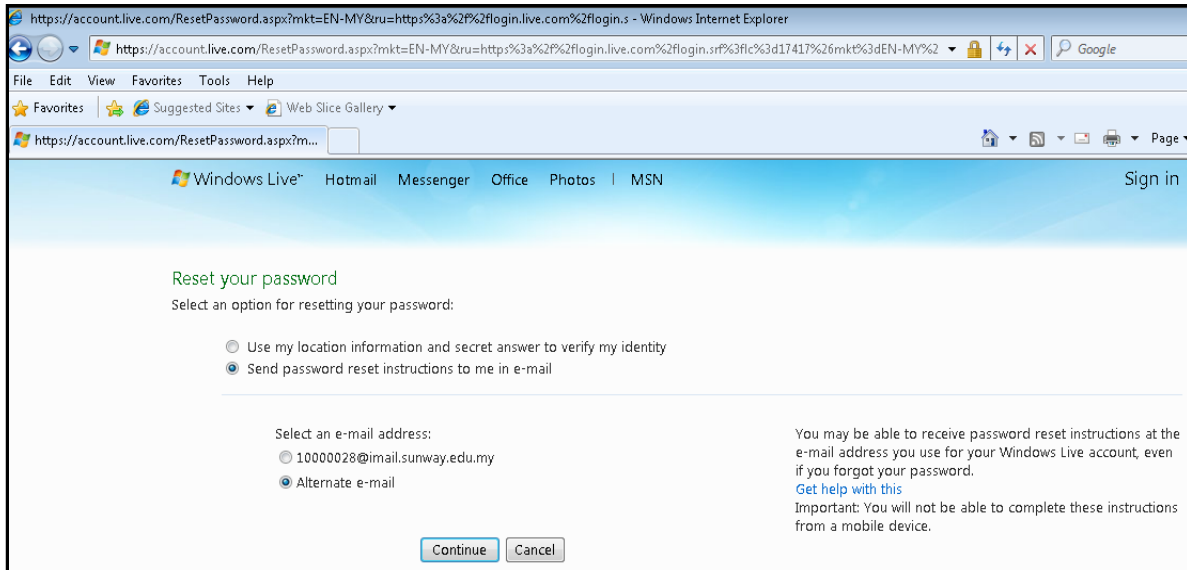 https://account.live.com/ResetPassword.aspx?mkt=EN-MY&ru=https%3a%2f%2flogin.live.com%2flogin.s - Windows Internet Explorer
https://account.live.com/ResetPassword.aspx?mkt=EN-MY&ru=https%3a%2f%2flogin.live.com%2flogin.srf%3flc%3d17417%26mkt%3dEN-MY%2 Google
File Edit View Favorites Tools Help
Favorites Suggested Sites Web Slice Gallery
https://account.live.com/ResetPassword.aspx?m... Page
Windows Live™ Hotmail Messenger Office Photos | MSN Sign in
Reset your password
Select an option for resetting your password:
Use my location information and secret answer to verify my identity
Send password reset instructions to me in e-mail
Select an e-mail address:
10000028@imail.sunway.edu.my
Alternate e-mail
You may be able to receive password reset instructions at the
e-mail address you use for your Windows Live account, even
if you forgot your password.
Get help with this
Important: You will not be able to complete these instructions
from a mobile device.
Continue Cancel